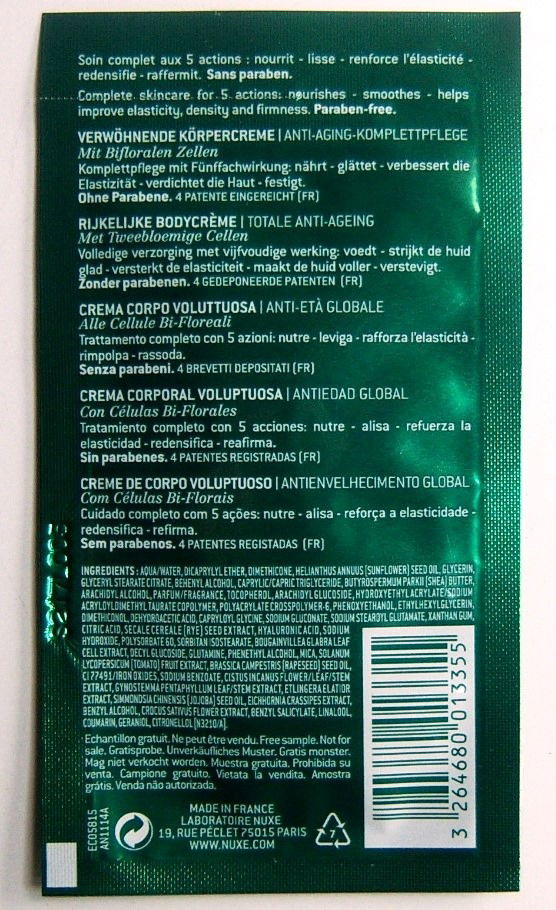 Soin complet aux 5 actions : nourrit - lisse - renforce l'élasticité -
redensifie - raffermit. Sans paraben.
Complete skincare for 5 actions: nourishes - smoothes - helps
improve elasticity, density and firmness. Paraben-free.
VERWÖHNENDE KÖRPERCREME | ANTI-AGING-KOMPLETTPFLEGE
Mit Bifloralen Zellen
Komplettpflege mit Fünffachwirkung: nährt - glättet - verbessert die
Elastizität - verdichtet die Haut - festigt.
Ohne Parabene. 4 PATENTE EINGEREICHT (FR)
RIJKELIJKE BODYCRÈME | TOTALE ANTI-AGEING
Met Tweebloemige Cellen
Volledige verzorging met vijfvoudige werking: voedt - strijkt de huid
glad - versterkt de elasticiteit - maakt de huid voller - verstevigt.
Zonder parabenen. 4 GEDEPONEERDE PATENTEN (FR)
CREMA CORPO VOLUTTUOSA | ANTI-ETÀ GLOBALE
Alle Cellule Bi-Floreali
Trattamento completo con 5 azioni: nutre - leviga - rafforza l'elasticità -
rimpolpa - rassoda.
Senza parabeni. 4 BREVETTI DEPOSITATI (FR)
CREMA CORPORAL VOLUPTUOSA | ANTIEDAD GLOBAL
Con Células Bi-Florales
Tratamiento completo con 5 acciones: nutre - alisa - refuerza la
elasticidad - redensifica - reafirma.
Sin parabenes. 4 PATENTES REGISTRADAS (FR)
CREME DE CORPO VOLUPTUOSO | ANTIENVELHECIMENTO GLOBAL
Com Células Bi-Florais
Cuidado completo com 5 ações: nutre - alisa - reforça a elasticidade -
redensifica - refirma.
Sem parabenos. 4 PATENTES REGISTADAS (FR)
INGREDIENTS: AQUA/WATER, DICAPRYLYL ETHER, DIMETHICONE, HELIANTHUS ANNUUS (SUNFLOWER) SEED OIL, GLYCERIN,
GLYCERYL STEARATE CITRATE, BEHENYL ALCOHOL, CAPRYLIC/CAPRIC TRIGLYCERIDE, BUTYROSPERMUM PARKII (SHEA) BUTTER,
ARACHIDYL ALCOHOL, PARFUM/FRAGRANCE, TOCOPHEROL, ARACHIDYL GLUCOSIDE, HYDROXYETHYL ACRYLATE/SODIUM
ACRYLOYLDIMETHYL TAURATE COPOLYMER, POLYACRYLATE CROSSPOLYMER-6, PHENOXYETHANOL, ETHYLHEXYLGLYCERIN,
DIMETHICONOL, DEHYDROACETIC ACID, CAPRYLOYL GLYCINE, SODIUM GLUCONATE, SODIUM STEAROYL GLUTAMATE, XANTHAN GUM,
CITRIC ACID, SECALE CEREALE (RYE) SEED EXTRACT, HYALURONIC ACID, SODIUM
HYDROXIDE, POLYSORBATE 60, SORBITAN ISOSTEARATE, BOUGAINVILLEA GLABRA LEAF
CELL EXTRACT, DECYL GLUCOSIDE, GLUTAMINE, PHENETHYL ALCOHOL, MICA, SOLANUM
LYCOPERSICUM (TOMATO) FRUIT EXTRACT, BRASSICA CAMPESTRIS (RAPESEED) SEED OIL,
CI 77491/IRON OXIDES, SODIUM BENZOATE, CISTUS INCANUS FLOWER/LEAF/STEM
EXTRACT, GYNOSTEMMA PENTAPHYLLUM LEAF/STEM EXTRACT, ETLINGERA ELATIOR
EXTRACT, SIMMONDSIA CHINENSIS (JOJOBA) SEED OIL, EICHHORNIA CRASSIPES EXTRACT,
BENZYL ALCOHOL, CROCUS SATIVUS FLOWER EXTRACT, BENZYL SALICYLATE, LINALOOL,
COUMARIN, GERANIOL, CITRONELLOL [N3210/A].
Echantillon gratuit. Ne peut être vendu. Free sample. Not for
sale. Gratisprobe. Unverkäufliches Muster. Gratis monster.
Mag niet verkocht worden. Muestra gratuita. Prohibida su
venta. Campione gratuito. Vietata la vendita. Amostra
grátis. Venda não autorizada.
MADE IN FRANCE
LABORATOIRE NUXE
19, RUE PÉCLET 75015 PARIS
WWW.NUXE.COM
7
EC05815
AN1114A
3 264680 013355